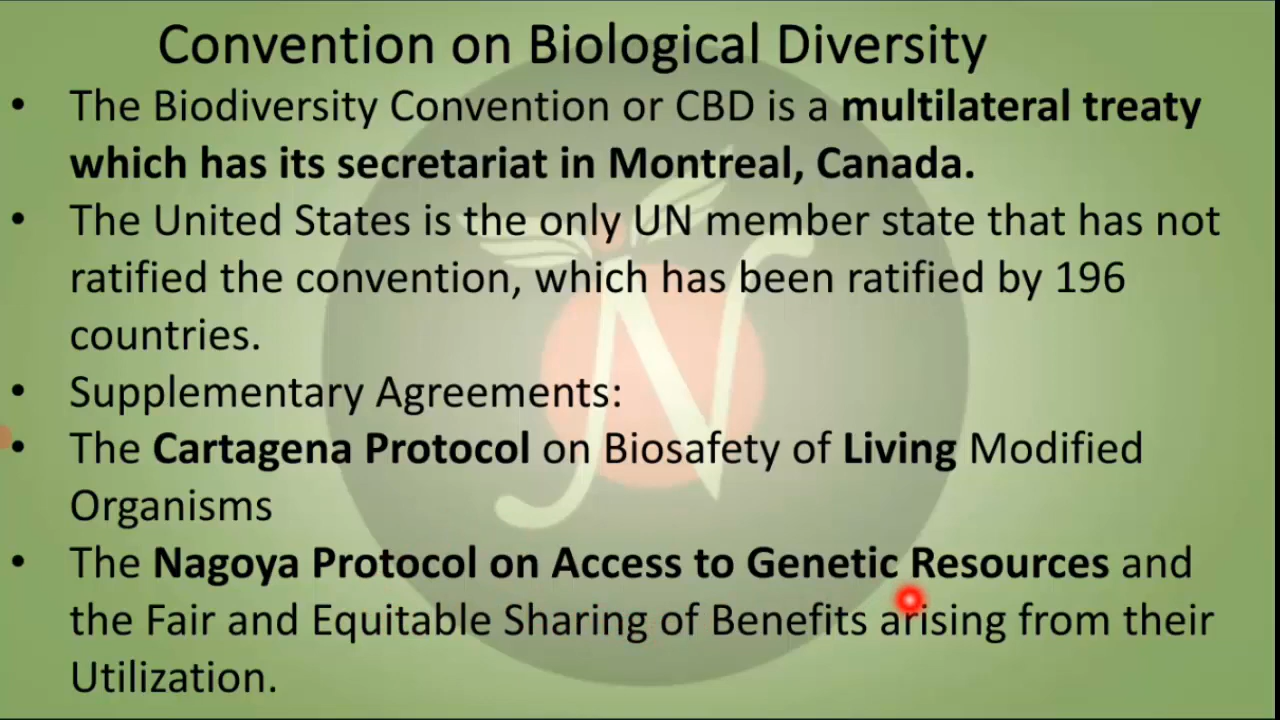 Convention on Biological Diversity
• The Biodiversity Convention or CBD is a multilateral treaty
which has its secretariat in Montreal, Canada.
• The United States is the only UN member state that has not
ratified the convention, which has been ratified by 196
countries.
• Supplementary Agreements:
• The Cartagena Protocol on Biosafety of Living Modified
Organisms
• The Nagoya Protocol on Access to Genetic Resources and
the Fair and Equitable Sharing of Benefits arising from their
Utilization.
N